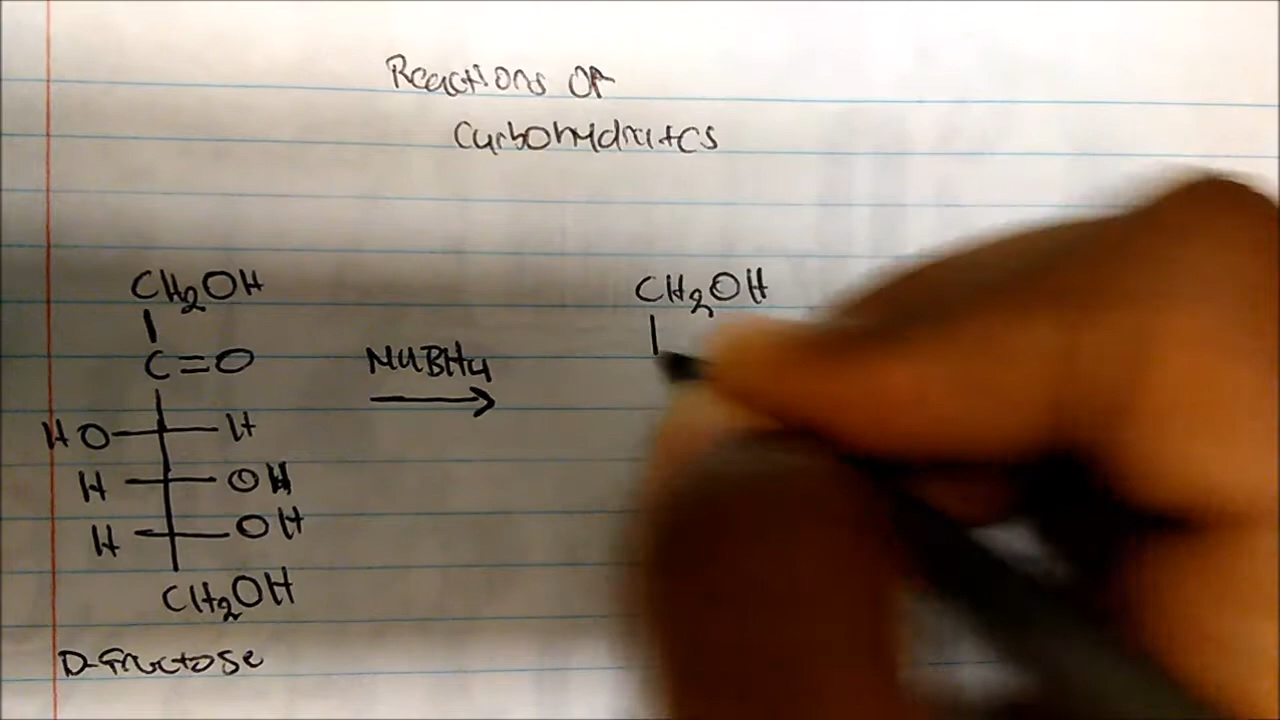 Reactions OF
Carbohydrates
CH₂OH
C=O
HO H
H OH
H OH
CH₂OH
D-Fructose
NaBH₄
CH₂OH